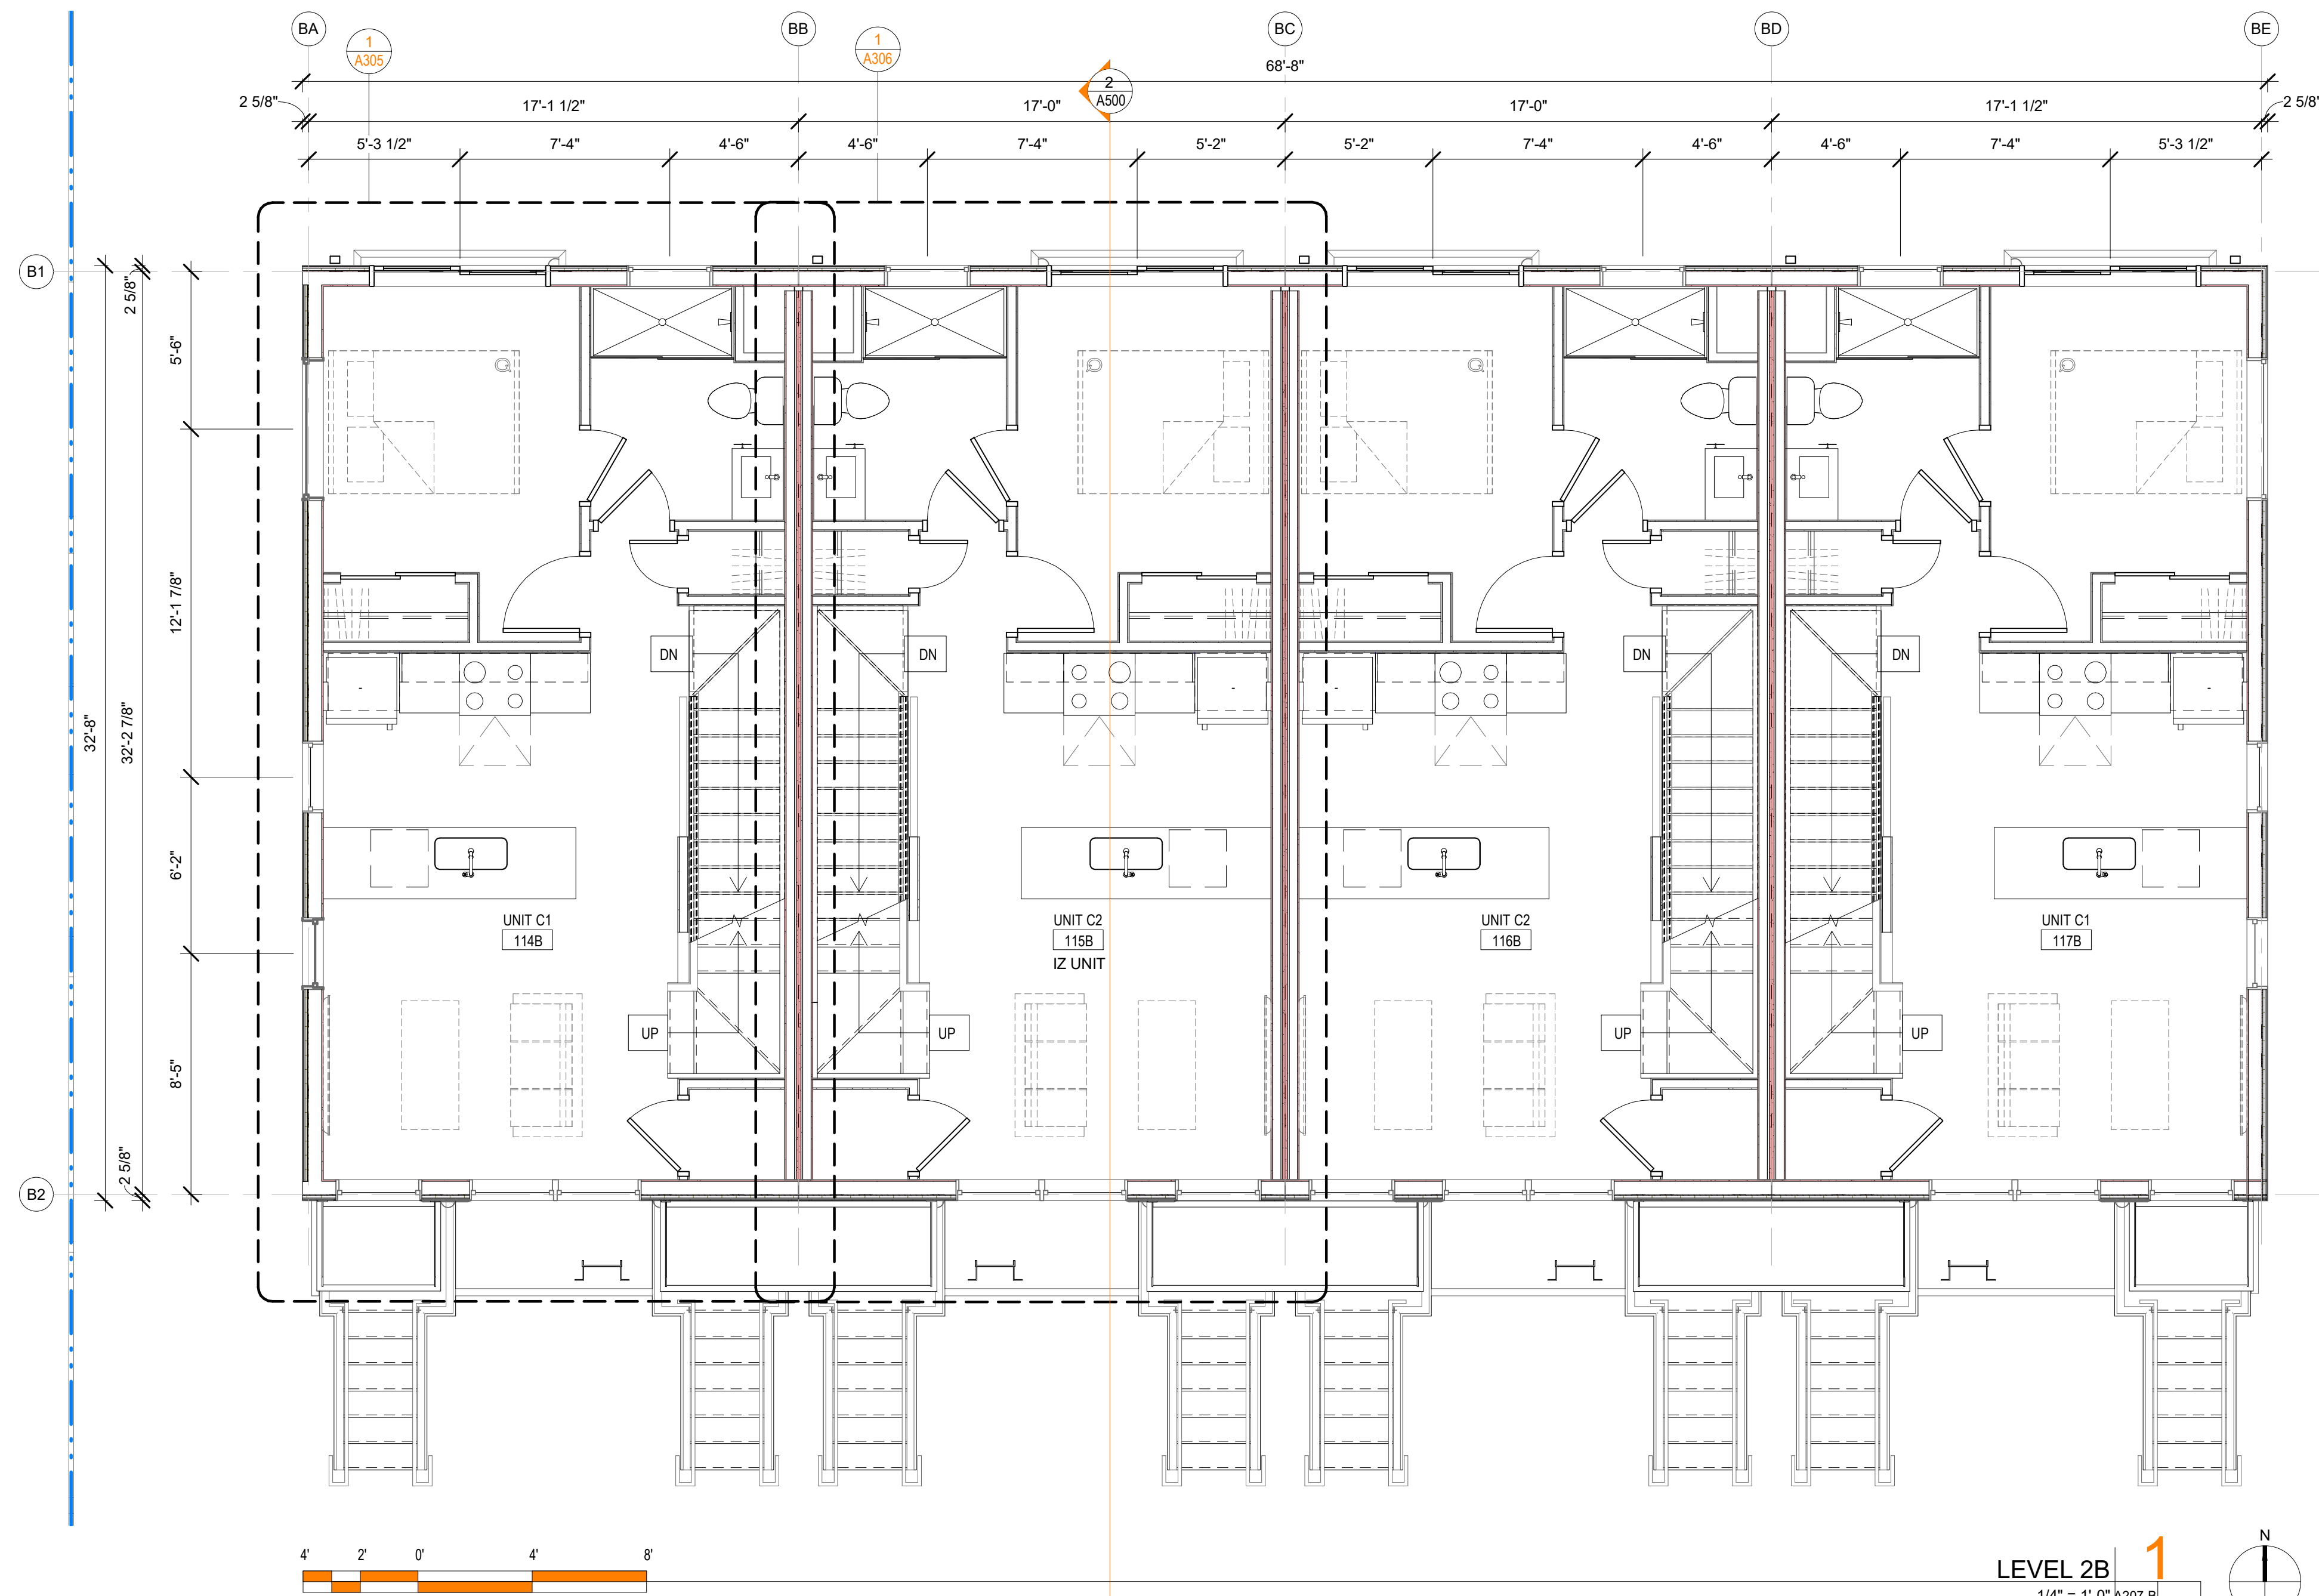 BA
BB
BC
BD
BE
1
A305
1
A306
2
A500
68'-8"
2 5/8"
17'-1 1/2"
17'-0"
17'-0"
17'-1 1/2"
2 5/8"
5'-3 1/2"
7'-4"
4'-6"
4'-6"
7'-4"
5'-2"
5'-2"
7'-4"
4'-6"
4'-6"
7'-4"
5'-3 1/2"
B1
2 5/8"
5'-6"
12'-1 7/8"
32'-8"
32'-2 7/8"
6'-2"
8'-5"
2 5/8"
B2
DN
DN
DN
DN
UNIT C1
114B
UNIT C2
115B
IZ UNIT
UNIT C2
116B
UNIT C1
117B
UP
UP
UP
UP
4'
2'
0'
4'
8'
LEVEL 2B
1
1/4" = 1'-0"
A207.B
N